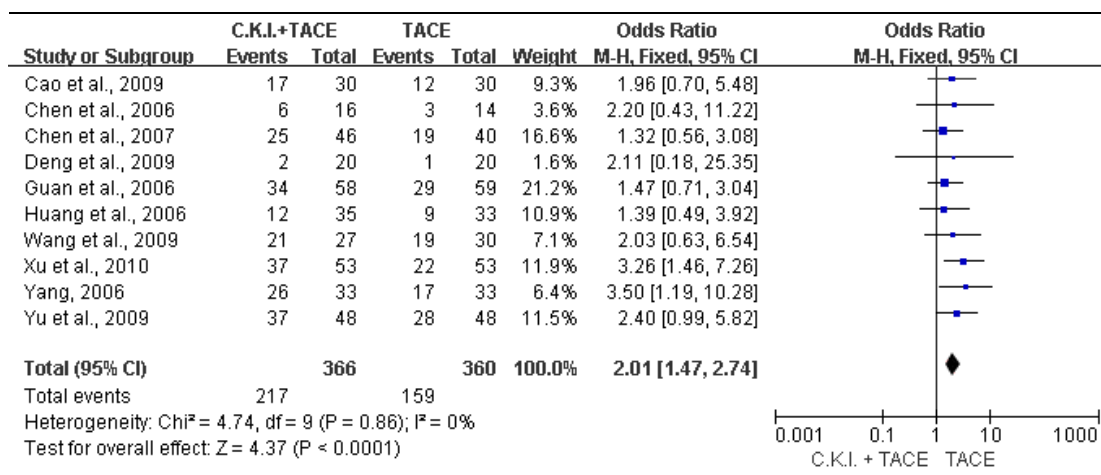 C.K.I.+TACE TACE Odds Ratio Odds Ratio
Study or Subgroup Events Total Events Total Weight M-H, Fixed, 95% CI M-H, Fixed, 95% CI
Cao et al., 2009 17 30 12 30 9.3% 1.96 [0.70, 5.48]
Chen et al., 2006 6 16 3 14 3.6% 2.20 [0.43, 11.22]
Chen et al., 2007 25 46 19 40 16.6% 1.32 [0.56, 3.08]
Deng et al., 2009 2 20 1 20 1.6% 2.11 [0.18, 25.35]
Guan et al., 2006 34 58 29 59 21.2% 1.47 [0.71, 3.04]
Huang et al., 2006 12 35 9 33 10.9% 1.39 [0.49, 3.92]
Wang et al., 2009 21 27 19 30 7.1% 2.03 [0.63, 6.54]
Xu et al., 2010 37 53 22 53 11.9% 3.26 [1.46, 7.26]
Yang, 2006 26 33 17 33 6.4% 3.50 [1.19, 10.28]
Yu et al., 2009 37 48 28 48 11.5% 2.40 [0.99, 5.82]
Total (95% CI) 366 360 100.0% 2.01 [1.47, 2.74]
Total events 217 159
Heterogeneity: Chi² = 4.74, df = 9 (P = 0.86); I² = 0%
Test for overall effect: Z = 4.37 (P < 0.0001)
0.001 0.1 1 10 1000
C.K.I. + TACE TACE